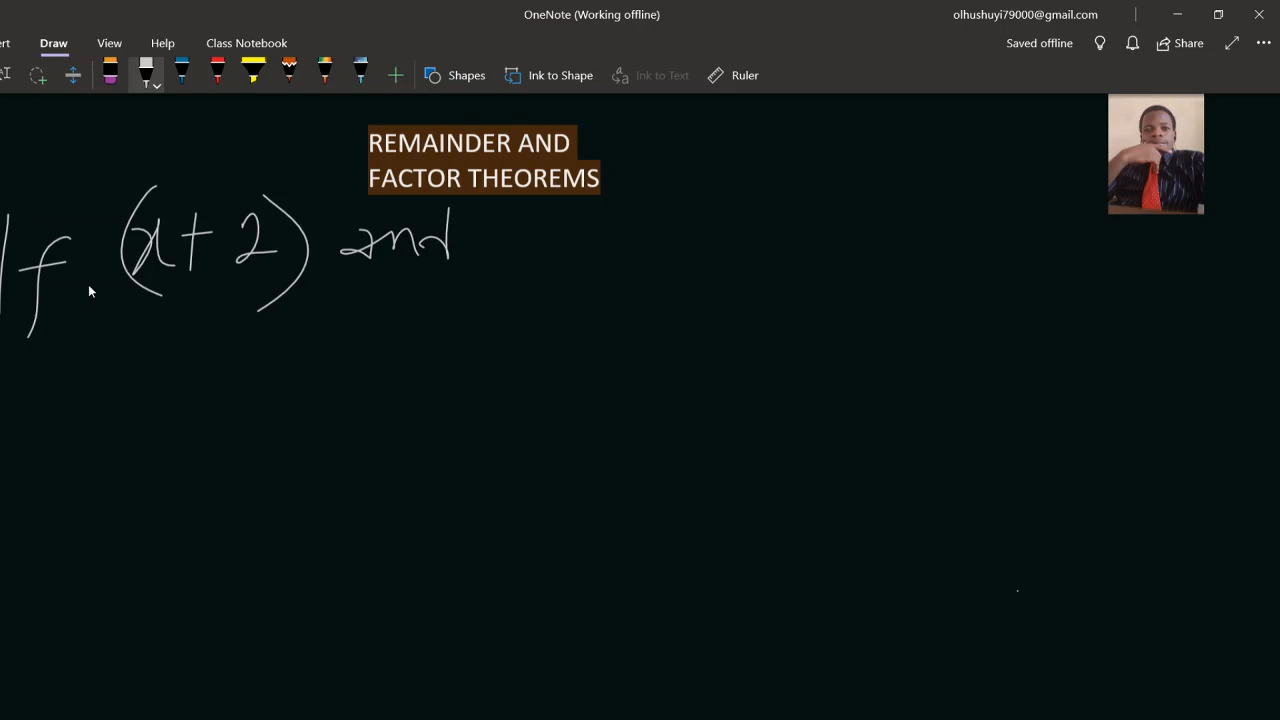 OneNote (Working offline)
olhushuyi79000@gmail.com
ert
Draw
View
Help
Class Notebook
Saved offline
Share
Shapes
Ink to Shape
Ink to Text
Ruler
REMAINDER AND
FACTOR THEOREMS
If (x+2) and